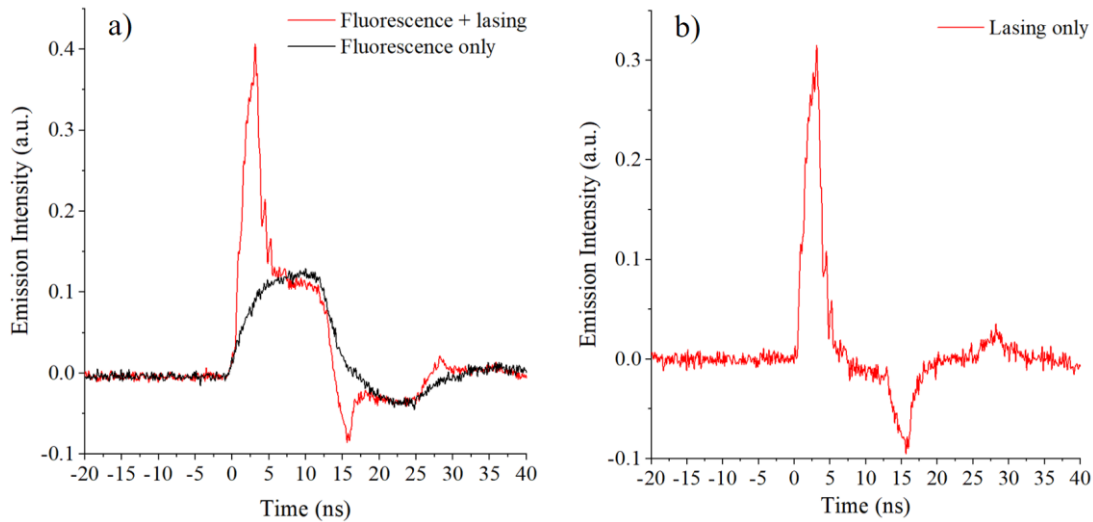 a)
Fluorescence + lasing
Fluorescence only
Emission Intensity (a.u.)
0.4
0.3
0.2
0.1
0.0
-0.1
-20 -15 -10 -5 0 5 10 15 20 25 30 35 40
Time (ns)
b)
Lasing only
Emission Intensity (a.u.)
0.3
0.2
0.1
0.0
-0.1
-20 -15 -10 -5 0 5 10 15 20 25 30 35 40
Time (ns)